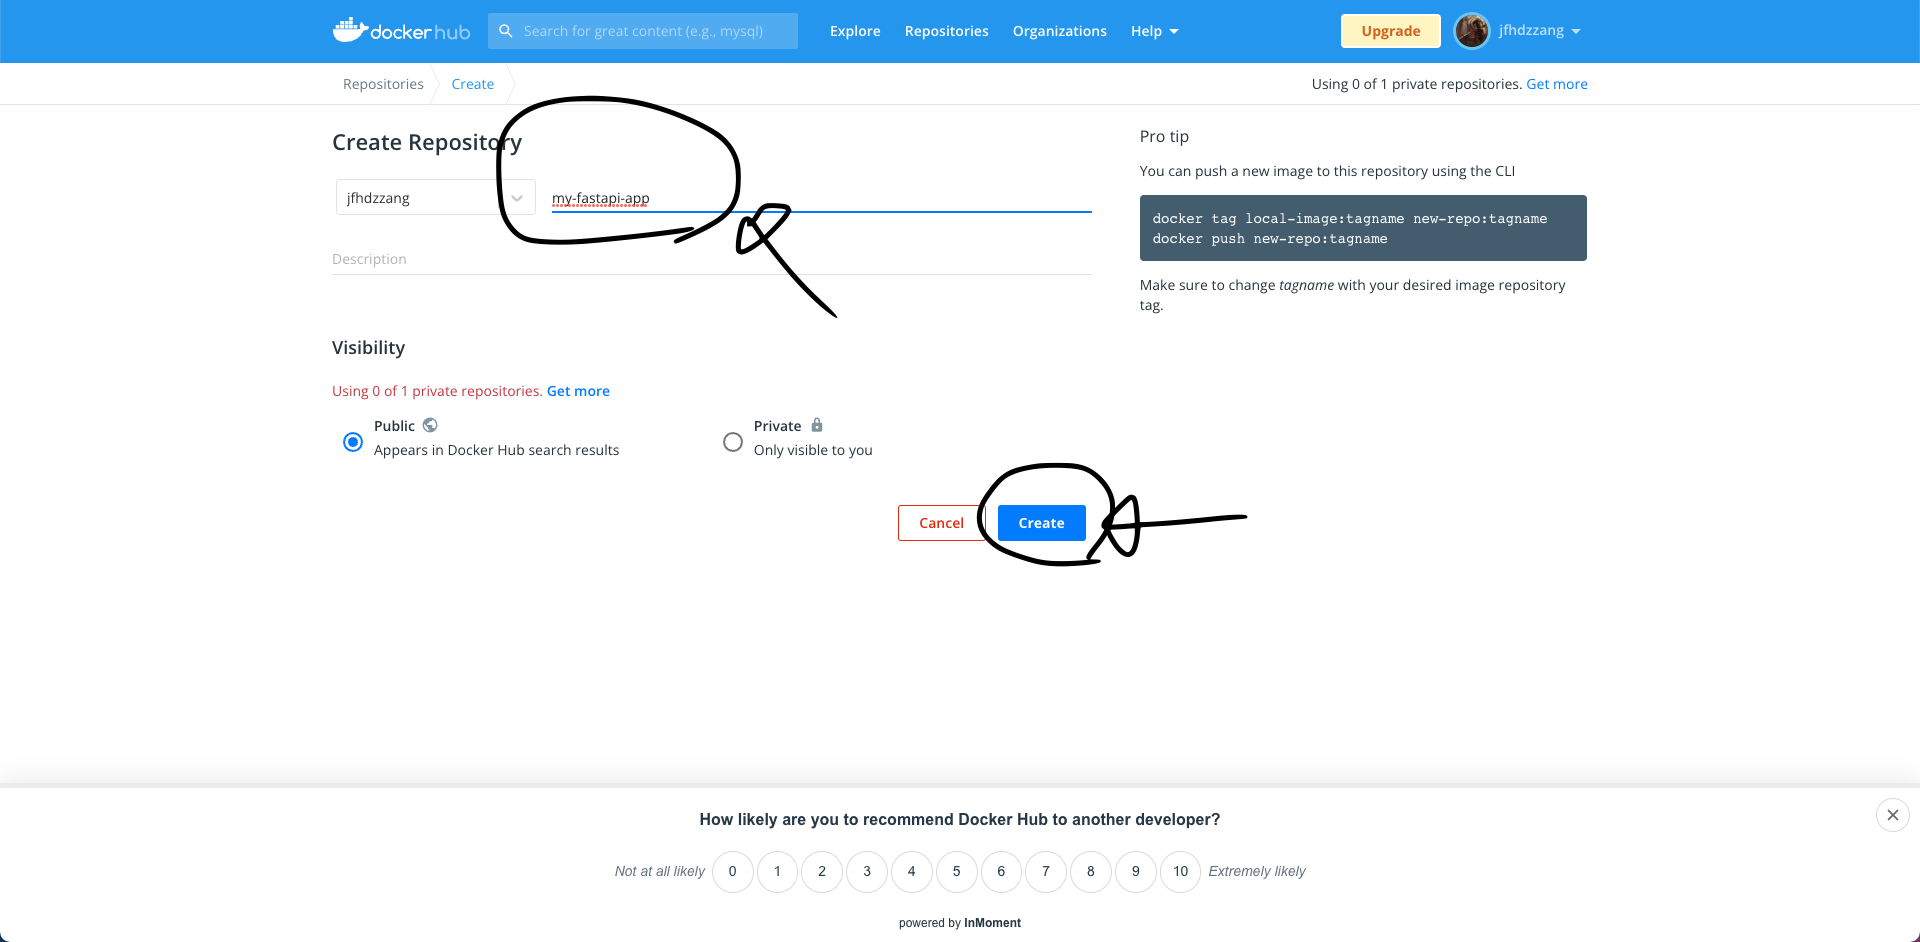 docker hub
Search for great content (e.g., mysql)
Explore
Repositories
Organizations
Help
Upgrade
jfhdzzang
Repositories
Create
Using 0 of 1 private repositories. Get more
Create Repository
jfhdzzang
my-fastapi-app
Description
Visibility
Using 0 of 1 private repositories. Get more
Public
Appears in Docker Hub search results
Private
Only visible to you
Cancel
Create
Pro tip
You can push a new image to this repository using the CLI
docker tag local-image:tagname new-repo:tagname
docker push new-repo:tagname
Make sure to change tagname with your desired image repository
tag.
How likely are you to recommend Docker Hub to another developer?
Not at all likely 0 1 2 3 4 5 6 7 8 9 10 Extremely likely
powered by InMoment